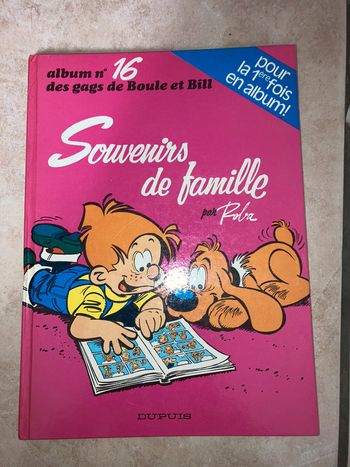 album n° 16
des gags de Boule et Bill
pour
la 1ère fois
en album!
Souvenirs
de famille
par Roba
DUPUIS